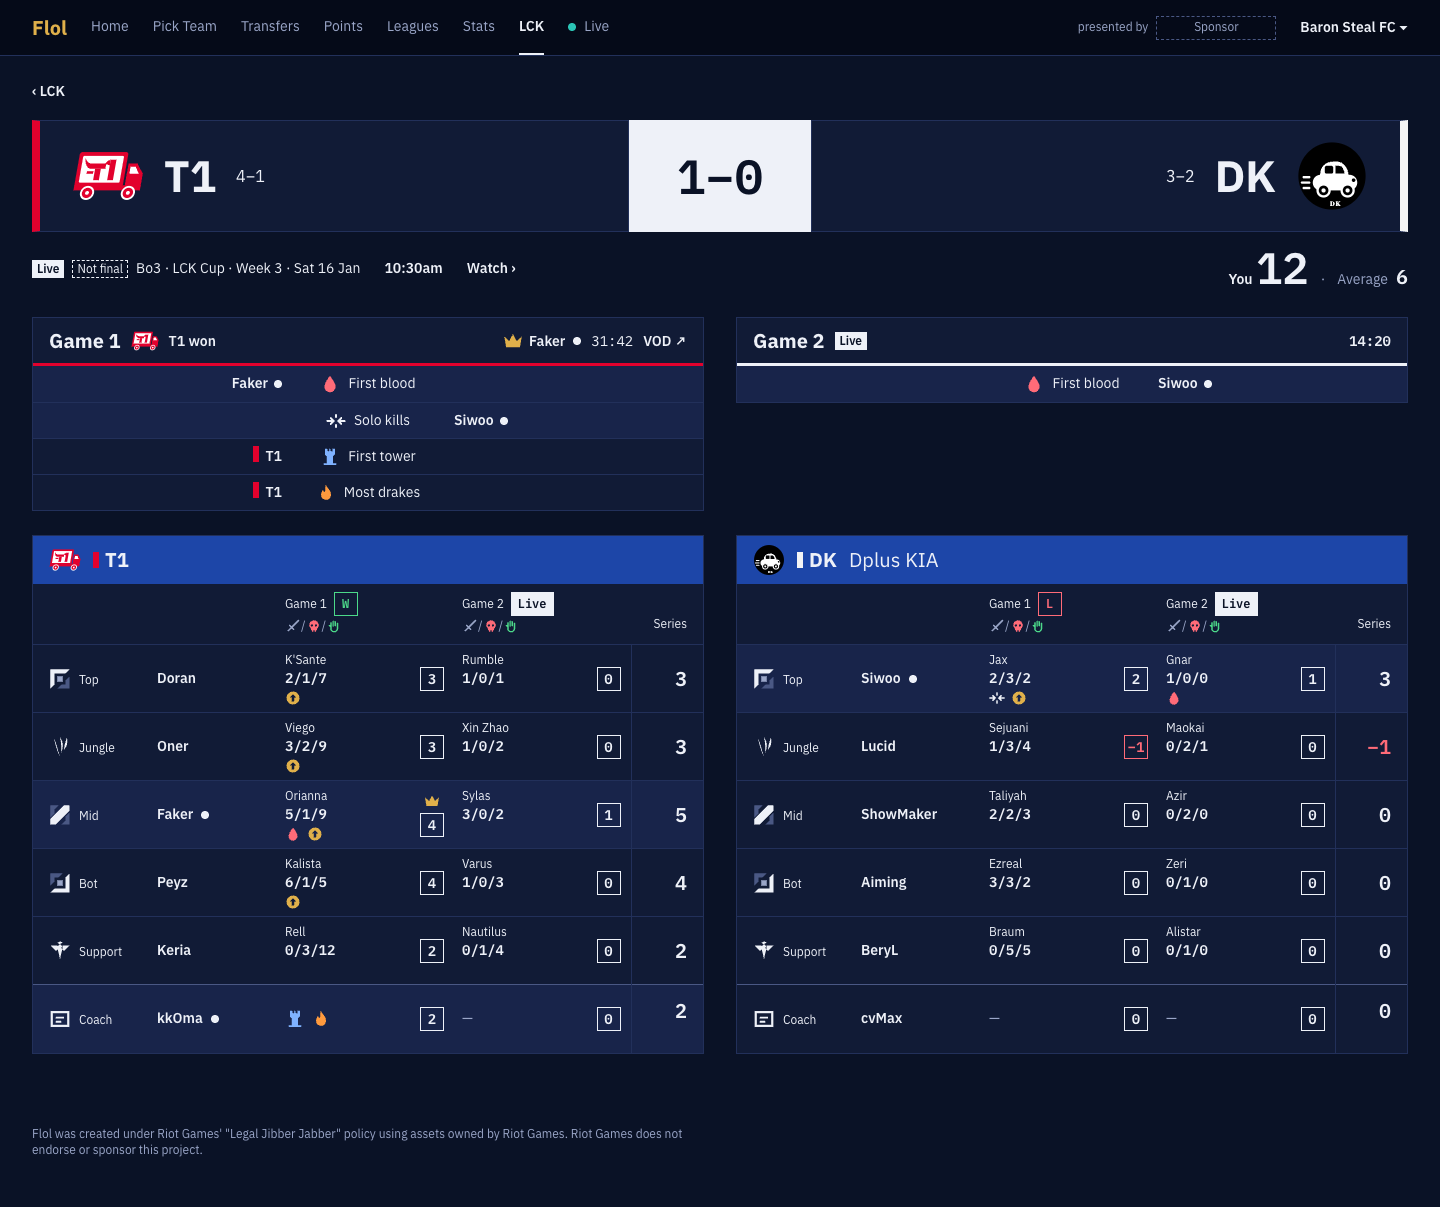 Flol Home Pick Team Transfers Points Leagues Stats LCK Live presented by Sponsor Baron Steal FC
‹ LCK
T1 T1 4–1 1–0 3–2 DK DK
Live Not final Bo3 · LCK Cup · Week 3 · Sat 16 Jan 10:30am Watch › You 12 · Average 6
Game 1 T1 T1 won Faker 31:42 VOD ↗
Faker First blood
Solo kills Siwoo
T1 First tower
T1 Most drakes
Game 2 Live 14:20
First blood Siwoo
T1 T1
Game 1 W Game 2 Live
/ / / / Series
K'Sante Rumble
Top Doran 2/1/7 3 1/0/1 0 3
Viego Xin Zhao
Jungle Oner 3/2/9 3 1/0/2 0 3
Orianna Sylas
Mid Faker 5/1/9 4 3/0/2 1 5
Kalista Varus
Bot Peyz 6/1/5 4 1/0/3 0 4
Rell Nautilus
Support Keria 0/3/12 2 0/1/4 0 2
Coach kkOma 2 – 0 2
DK Dplus KIA
Game 1 L Game 2 Live
/ / / / Series
Jax Gnar
Top Siwoo 2/3/2 2 1/0/0 1 3
Sejuani Maokai
Jungle Lucid 1/3/4 −1 0/2/1 0 −1
Taliyah Azir
Mid ShowMaker 2/2/3 0 0/2/0 0 0
Ezreal Zeri
Bot Aiming 3/3/2 0 0/1/0 0 0
Braum Alistar
Support BeryL 0/5/5 0 0/1/0 0 0
Coach cvMax – 0 – 0 0
Flol was created under Riot Games' "Legal Jibber Jabber" policy using assets owned by Riot Games. Riot Games does not
endorse or sponsor this project.